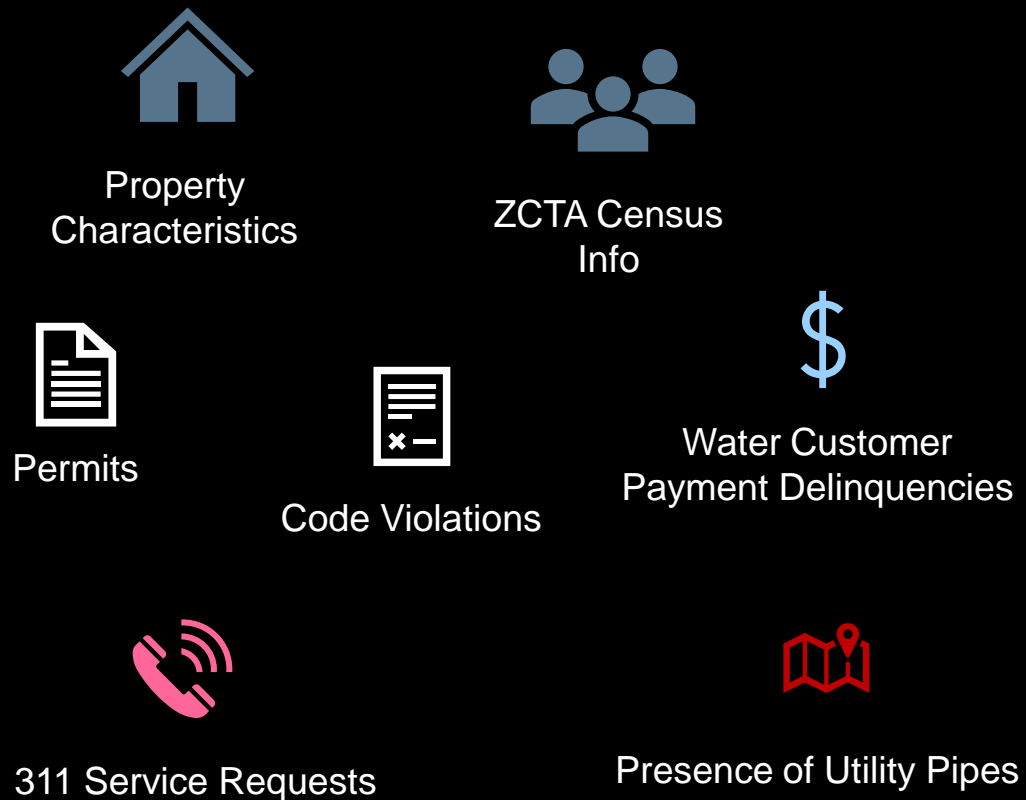 Property
Characteristics
ZCTA Census
Info
Permits
Code Violations
Water Customer
Payment Delinquencies
311 Service Requests
Presence of Utility Pipes